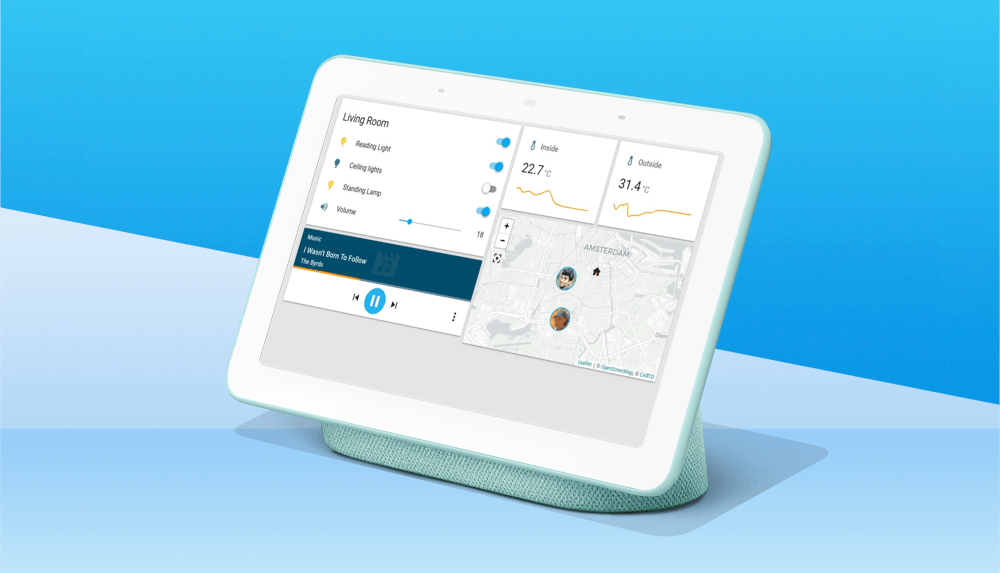 Living Room
Reading Light
Ceiling lights
Standing Lamp
Volume
18
Music
I Wasn't Born To Follow
The Byrds
Inside
22.7 °C
Outside
31.4 °C
+
−
AMSTERDAM
Dien
Leaflet | © OpenStreetMap, © CARTO